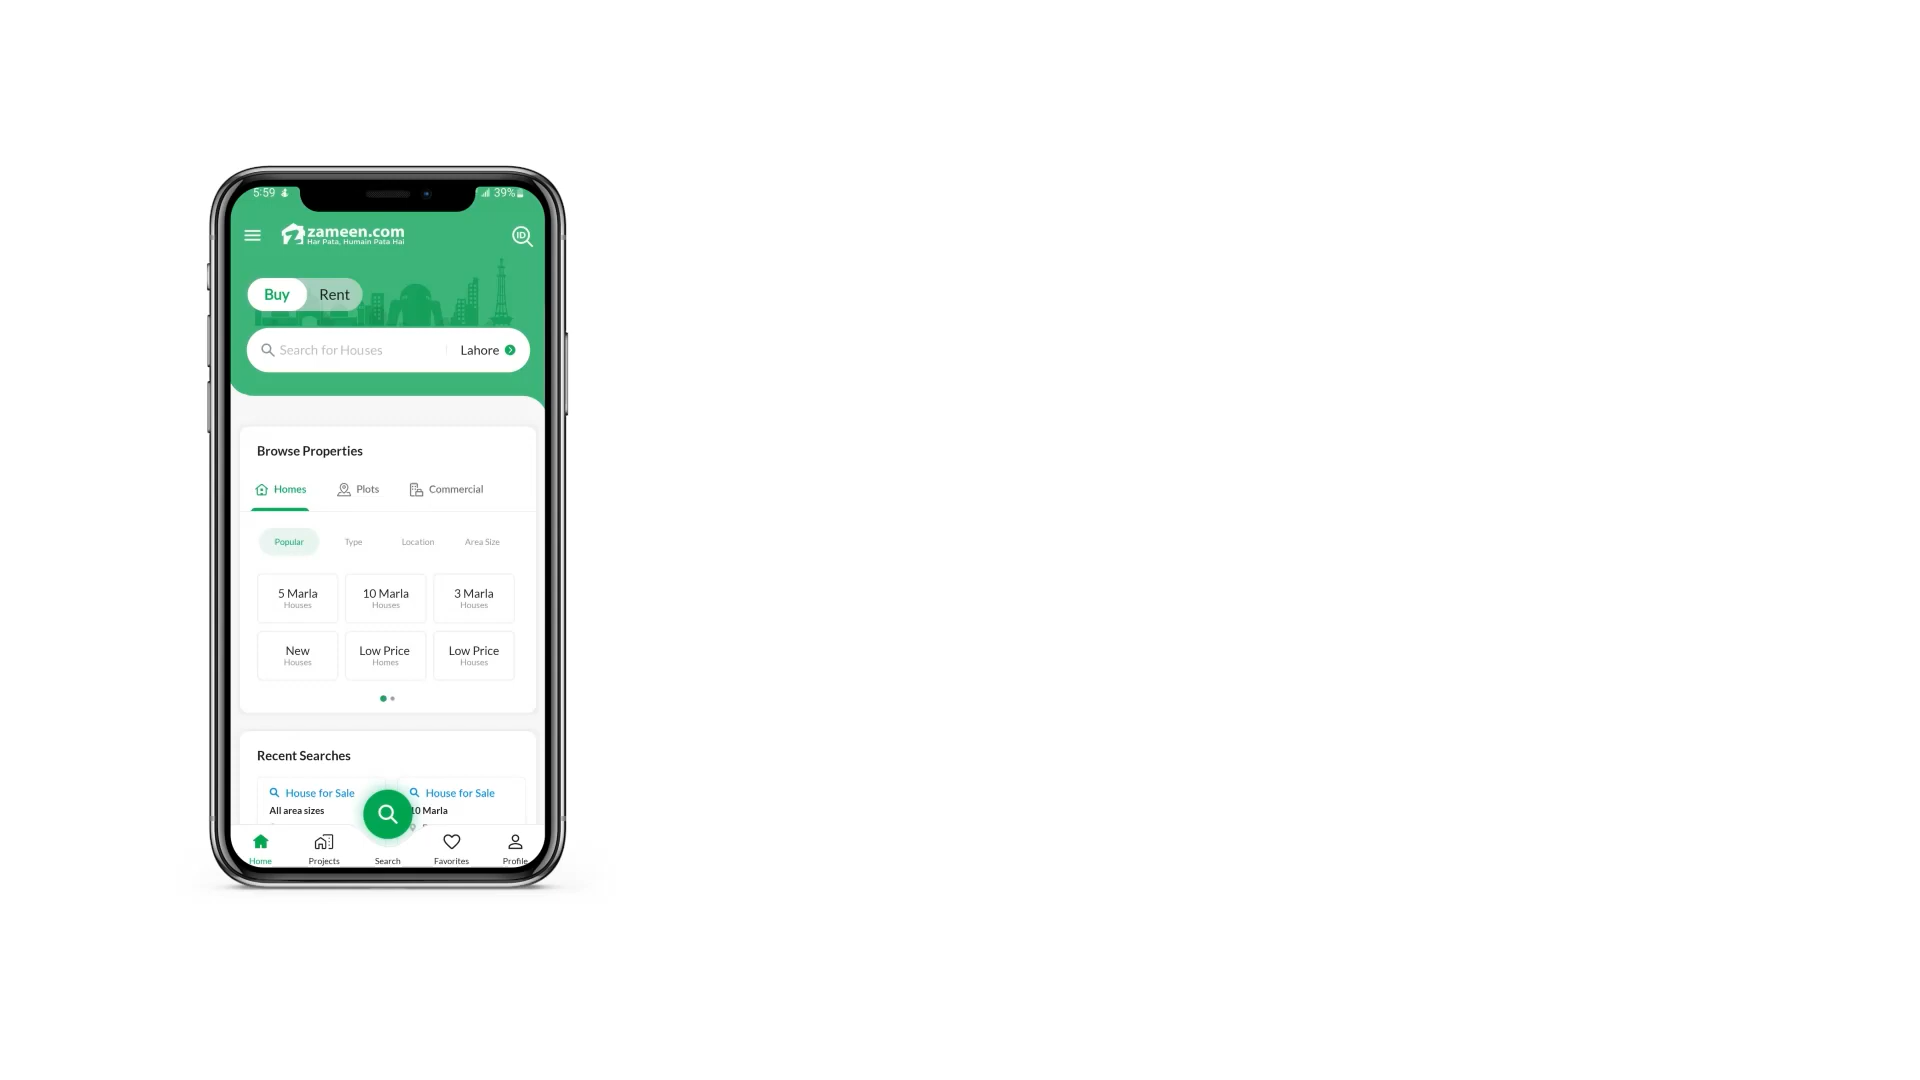 5:59
39%
zameen.com
Har Pata, Humain Pata Hai
ID
Buy Rent
Search for Houses Lahore
Browse Properties
Homes Plots Commercial
Popular Type Location Area Size
5 Marla 10 Marla 3 Marla
Houses Houses Houses
New Low Price Low Price
Houses Homes Houses
Recent Searches
House for Sale House for Sale
All area sizes 10 Marla
Home Projects Search Favorites Profile